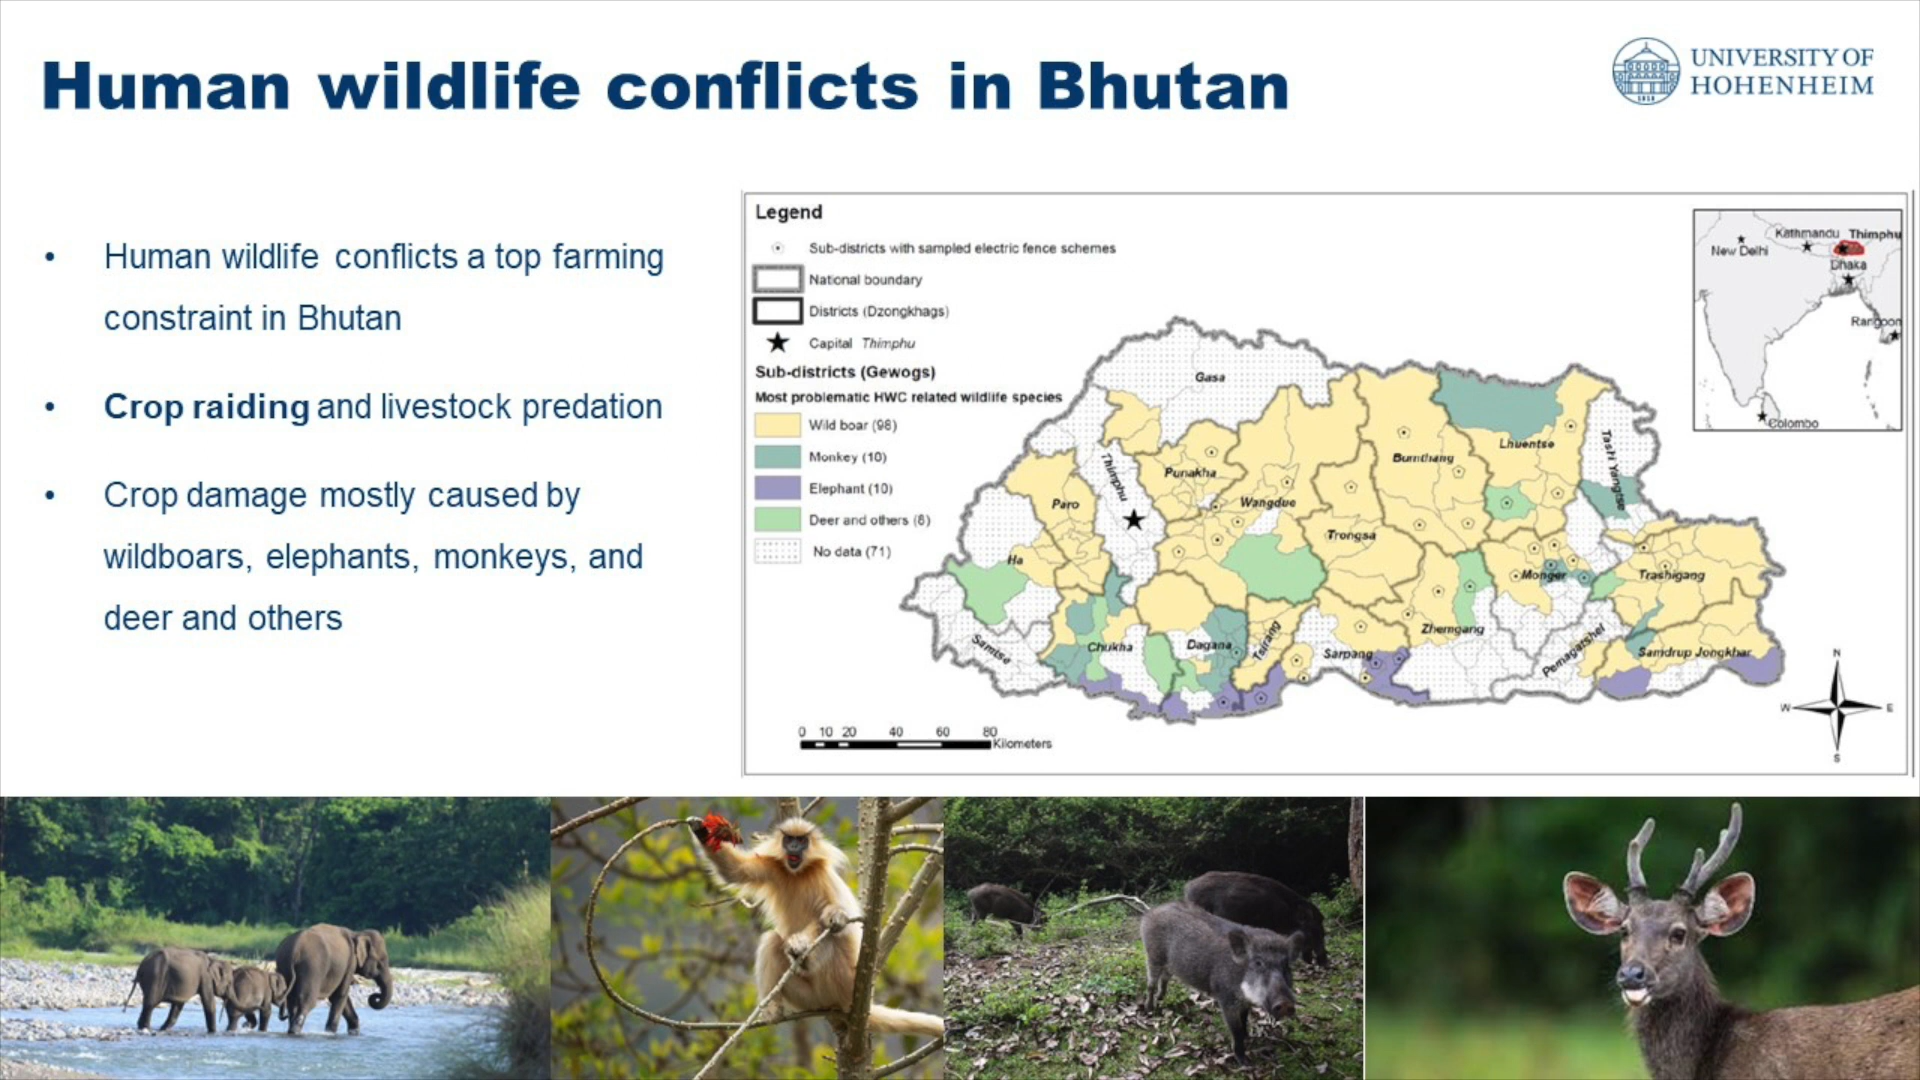 Human wildlife conflicts in Bhutan
UNIVERSITY OF
HOHENHEIM
• Human wildlife conflicts a top farming
constraint in Bhutan
• Crop raiding and livestock predation
• Crop damage mostly caused by
wildboars, elephants, monkeys, and
deer and others
Legend
Sub-districts with sampled electric fence schemes
National boundary
Districts (Dzongkhags)
Capital Thimphu
Sub-districts (Gewogs)
Most problematic HWC related wildlife species
Wild boar (98)
Monkey (10)
Elephant (10)
Deer and others (8)
No data (71)
Kathmandu Thimphu
New Delhi
Dhaka
Rangoon
Colombo
Gasa
Lhuentse
Tashi Yangtse
Bumthang
Punakha
Thimphu
Wangdue
Paro
Trongsa
Ha
Monger
Trashigang
Zhemgang
Samtse
Chukha
Dagana
Tsirang
Sarpang
Pemagatshel
Samdrup Jongkhar
0 10 20 40 60 80
Kilometers
N
W E
S